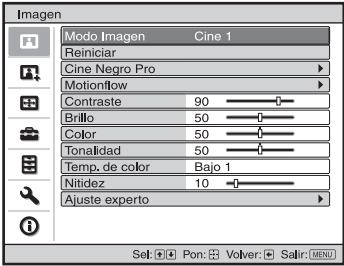 Imagen
Modo Imagen Cine 1
Reiniciar
Cine Negro Pro
Motionflow
Contraste 90
Brillo 50
Color 50
Tonalidad 50
Temp. de color Bajo 1
Nitidez 10
Ajuste experto
Sel: Pon: Volver: Salir: MENU